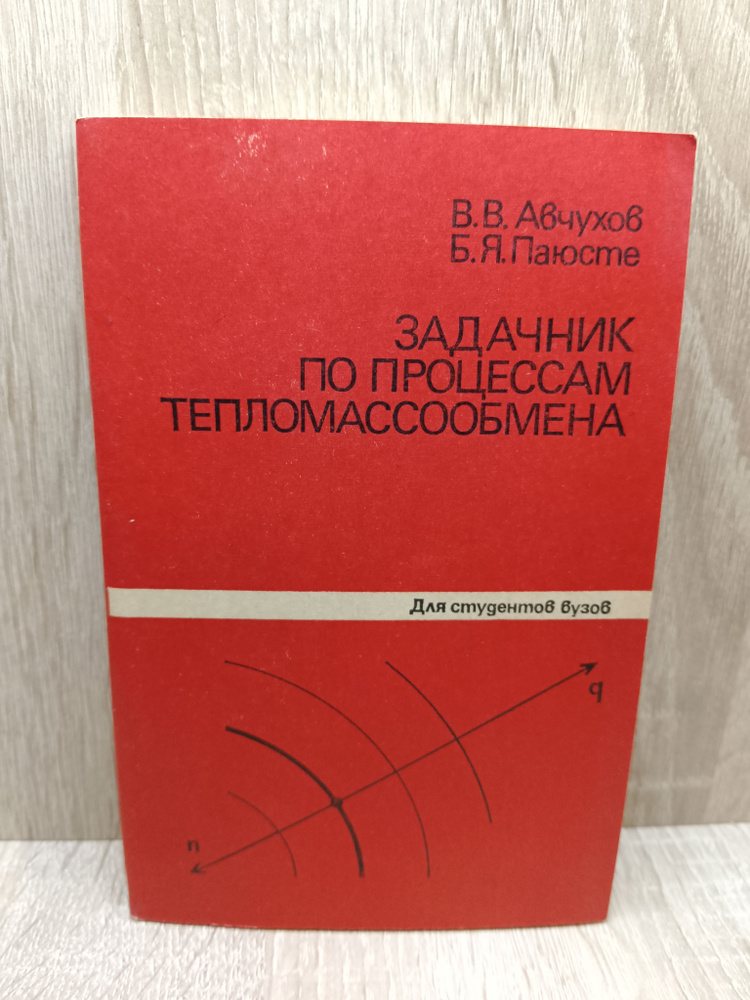 В.В. Авчухов
Б.Я. Паюсте
ЗАДАЧНИК
ПО ПРОЦЕССАМ
ТЕПЛОМАССООБМЕНА
Для студентов вузов
q
n